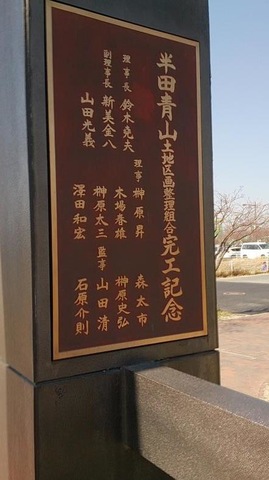 半田青山土地区画整理組合完工記念
理事長 鈴木堯夫
副理事長 新美金八
山田光義
理事 榊原昇
木場春雄
榊原太三
澤田和宏
森太市
榊原史弘
監事 山田清
石原介則